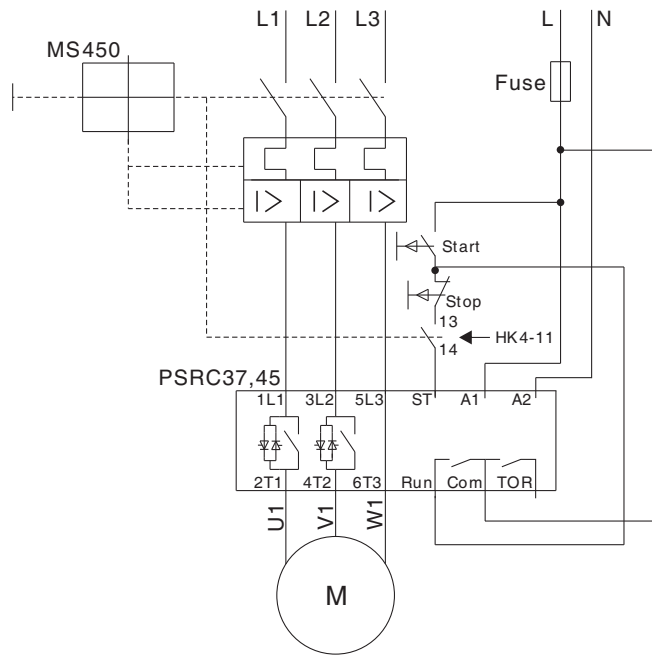 L1 L2 L3 L N
MS450
Fuse
I> I> I>
Start
Stop
13
HK4-11
14
PSRC37,45
1L1 3L2 5L3 ST A1 A2
2T1 4T2 6T3 Run Com TOR
U1 V1 W1
M